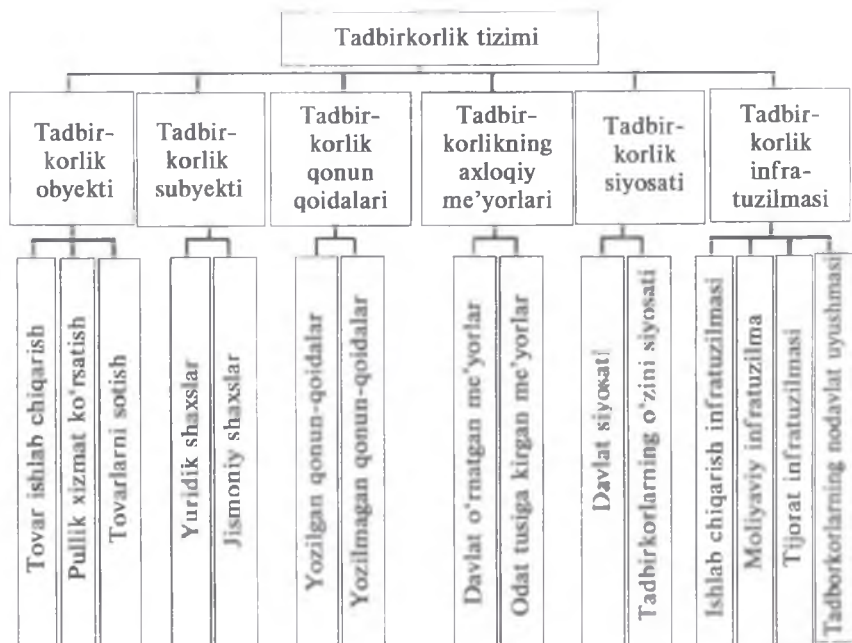 Tadbirkorlik tizimi
Tadbir-
korlik
obyekti
Tadbir-
korlik
subyekti
Tadbir-
korlik
qonun
qoidalari
Tadbir-
korlikning
axloqiy
me’yorlari
Tadbir-
korlik
siyosati
Tadbir-
korlik
infra-
tuzilmasi
Tovar ishlab chiqarish
Pullik xizmat ko‘rsatish
Tovarlarni sotish
Yuridik shaxslar
Jismoniy shaxslar
Yozilgan qonun-qoidalar
Yozilmagan qonun-qoidalar
Davlat o‘rnatgan me’yorlar
Odat tusiga kirgan me’yorlar
Davlat siyosati
Tadbirkorlarning o‘zini siyosati
Ishlab chiqarish infratuzilmasi
Moliyaviy infratuzilma
Tijorat infratuzilmasi
Tadborkorlarning nodavlat uyushmasi